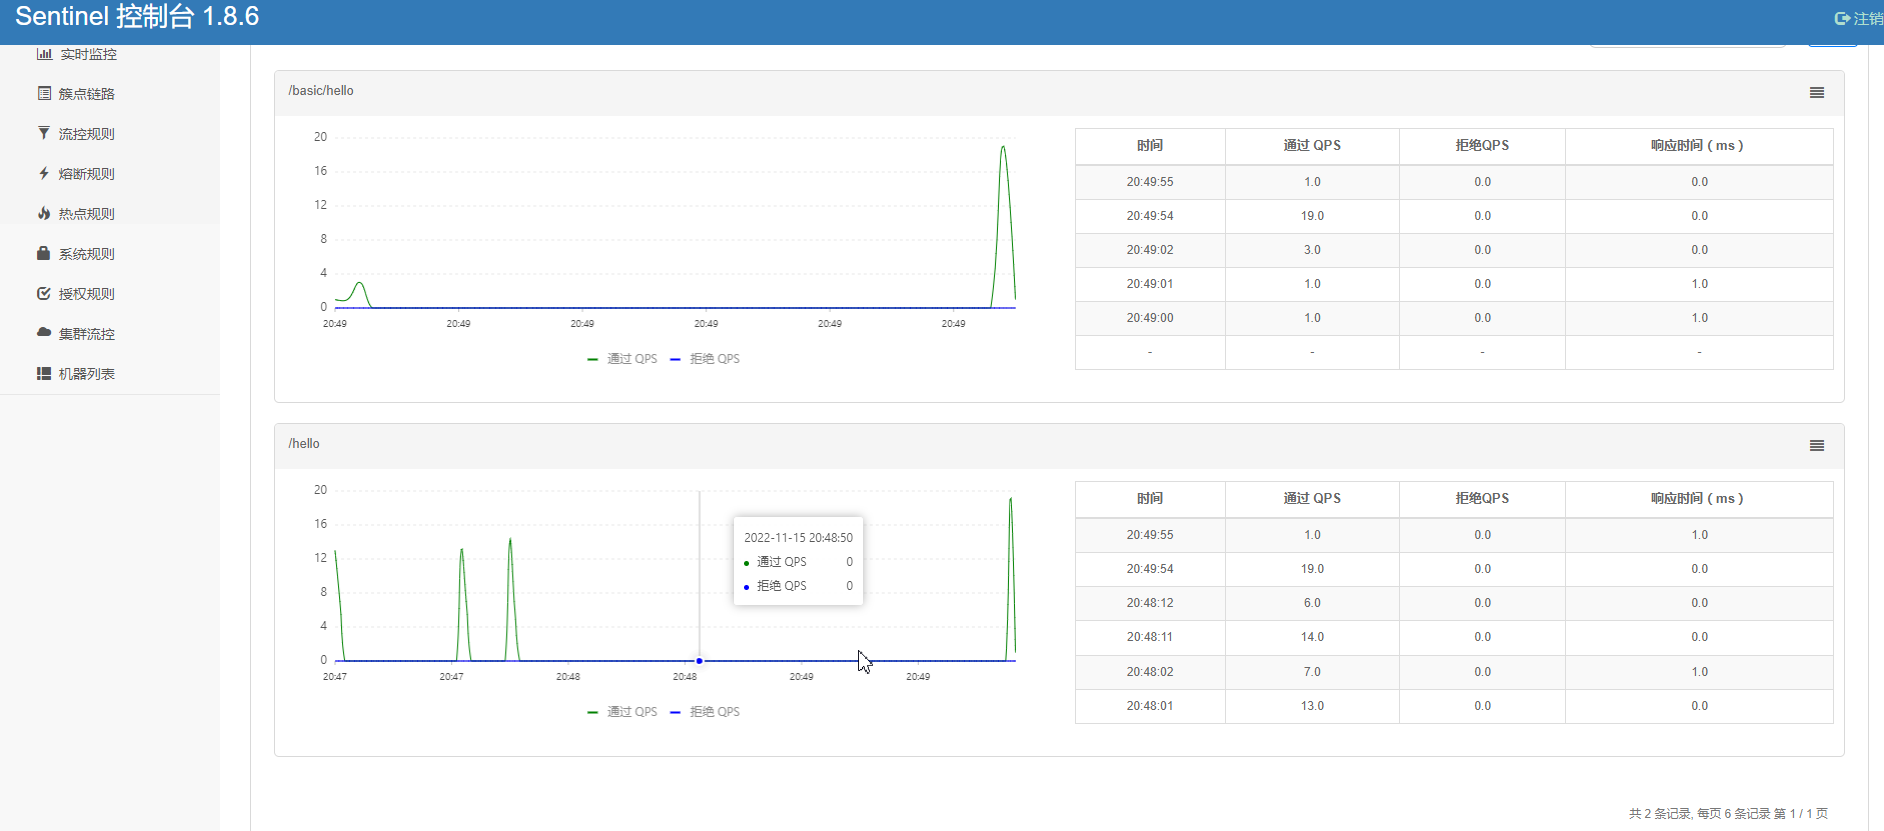 Sentinel 控制台 1.8.6
注销
实时监控
簇点链路
流控规则
熔断规则
热点规则
系统规则
授权规则
集群流控
机器列表
/basic/hello
20
16
12
8
4
0
20:49 20:49 20:49 20:49 20:49 20:49
通过 QPS 拒绝 QPS
时间 通过 QPS 拒绝QPS 响应时间（ms）
20:49:55 1.0 0.0 0.0
20:49:54 19.0 0.0 0.0
20:49:02 3.0 0.0 0.0
20:49:01 1.0 0.0 1.0
20:49:00 1.0 0.0 1.0
- - - -
/hello
20
16
12
8
4
0
20:47 20:47 20:48 20:48 20:49 20:49
2022-11-15 20:48:50
通过 QPS 0
拒绝 QPS 0
通过 QPS 拒绝 QPS
时间 通过 QPS 拒绝QPS 响应时间（ms）
20:49:55 1.0 0.0 1.0
20:49:54 19.0 0.0 0.0
20:48:12 6.0 0.0 0.0
20:48:11 14.0 0.0 0.0
20:48:02 7.0 0.0 1.0
20:48:01 13.0 0.0 0.0
共 2 条记录, 每页 6 条记录 第 1 / 1 页